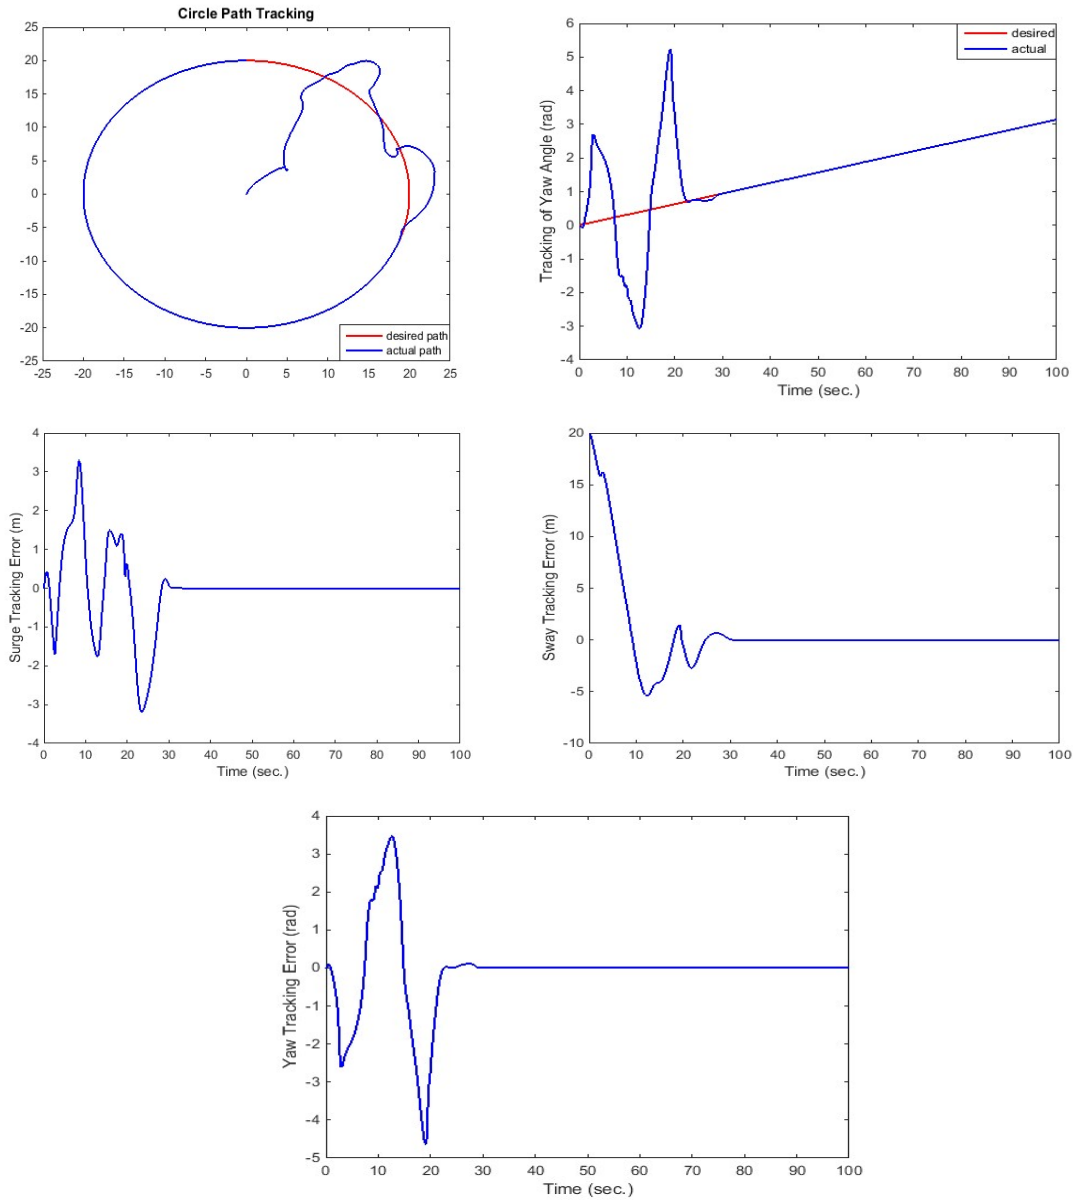 Circle Path Tracking
25
20
15
10
5
0
-5
-10
-15
-20
-25
-25 -20 -15 -10 -5 0 5 10 15 20 25
desired path
actual path
Tracking of Yaw Angle (rad)
6
5
4
3
2
1
0
-1
-2
-3
-4
0 10 20 30 40 50 60 70 80 90 100
Time (sec.)
desired
actual
Surge Tracking Error (m)
4
3
2
1
0
-1
-2
-3
-4
0 10 20 30 40 50 60 70 80 90 100
Time (sec.)
Sway Tracking Error (m)
20
15
10
5
0
-5
-10
0 10 20 30 40 50 60 70 80 90 100
Time (sec.)
Yaw Tracking Error (rad)
4
3
2
1
0
-1
-2
-3
-4
-5
0 10 20 30 40 50 60 70 80 90 100
Time (sec.)